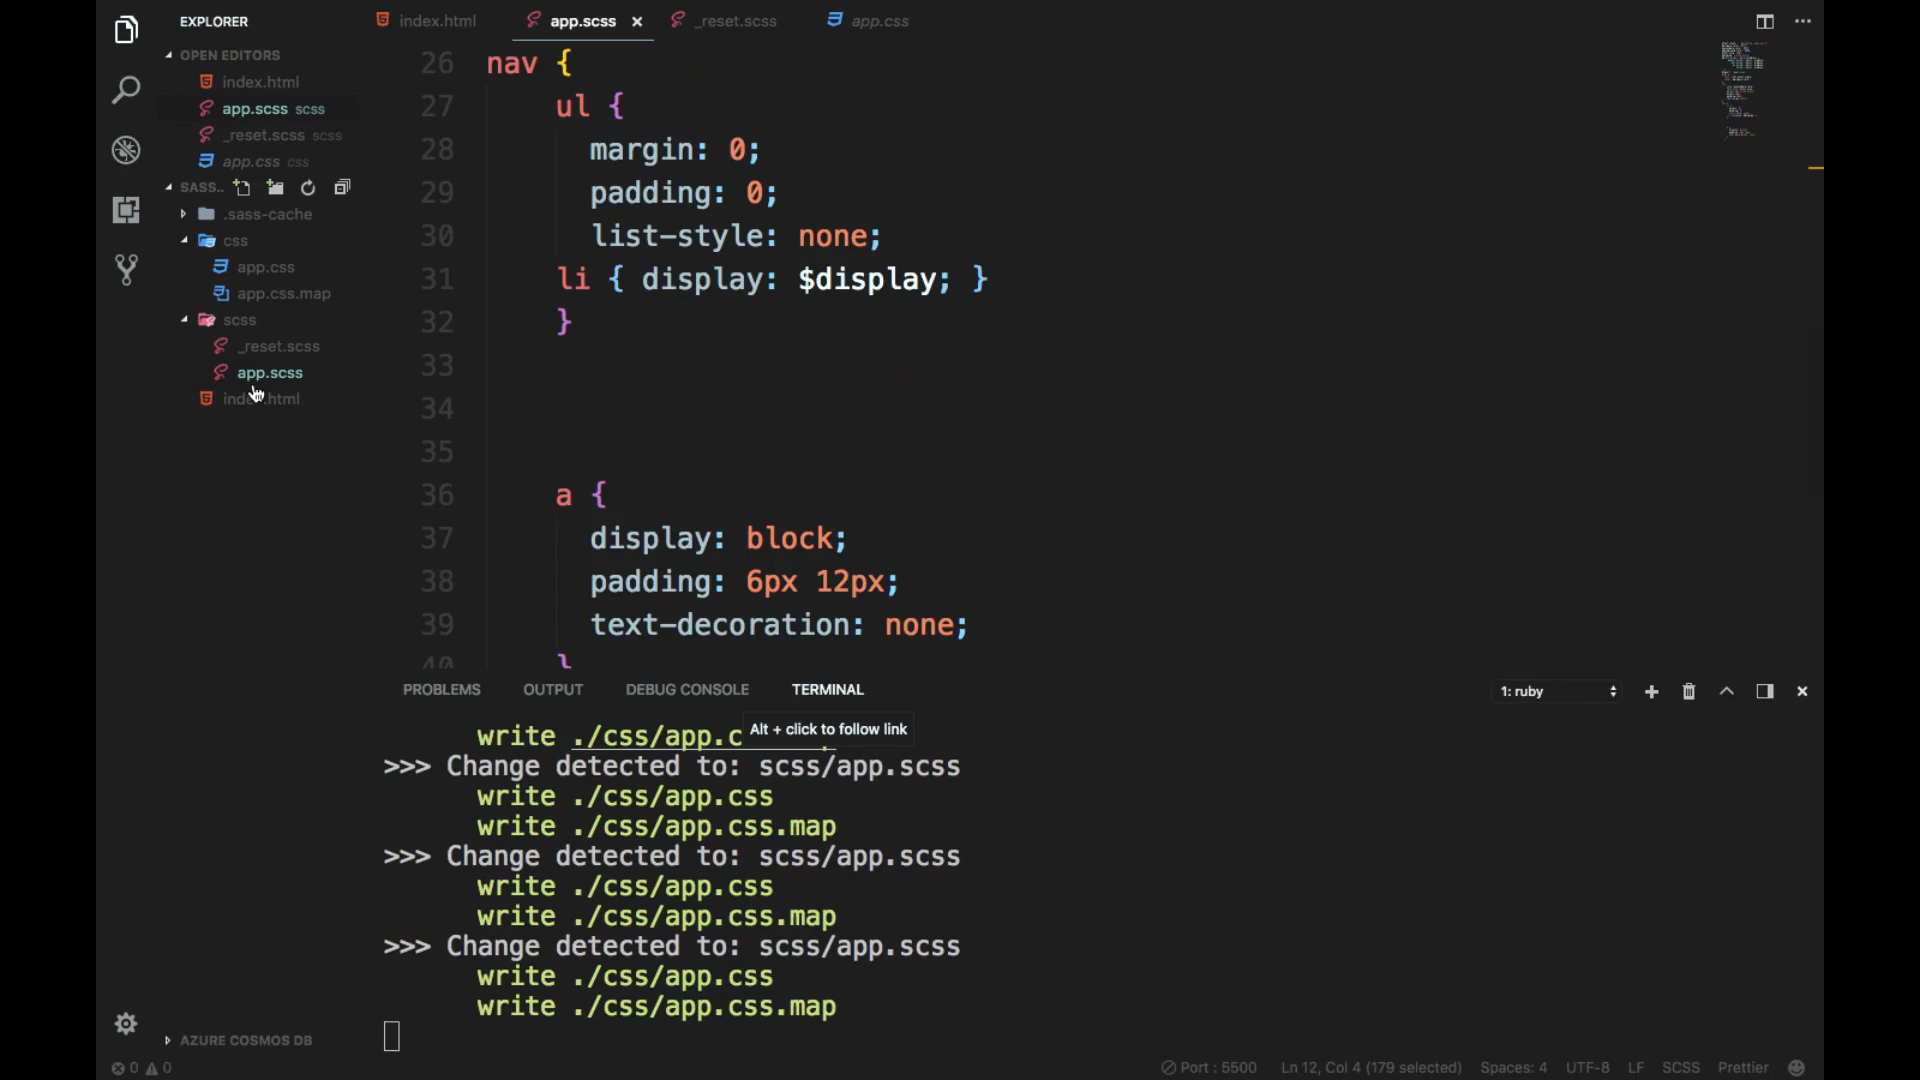 EXPLORER
OPEN EDITORS
index.html
app.scss scss
_reset.scss scss
app.css css
SASS..
.sass-cache
css
app.css
app.css.map
scss
_reset.scss
app.scss
index.html
AZURE COSMOS DB
index.html
app.scss
_reset.scss
app.css
26 nav {
27 ul {
28 margin: 0;
29 padding: 0;
30 list-style: none;
31 li { display: $display; }
32 }
33
34
35
36 a {
37 display: block;
38 padding: 6px 12px;
39 text-decoration: none;
40 }
PROBLEMS OUTPUT DEBUG CONSOLE TERMINAL
1: ruby
Alt + click to follow link
write ./css/app.c
>>> Change detected to: scss/app.scss
write ./css/app.css
write ./css/app.css.map
>>> Change detected to: scss/app.scss
write ./css/app.css
write ./css/app.css.map
>>> Change detected to: scss/app.scss
write ./css/app.css
write ./css/app.css.map
0 0 Port : 5500 Ln 12, Col 4 (179 selected) Spaces: 4 UTF-8 LF SCSS Prettier